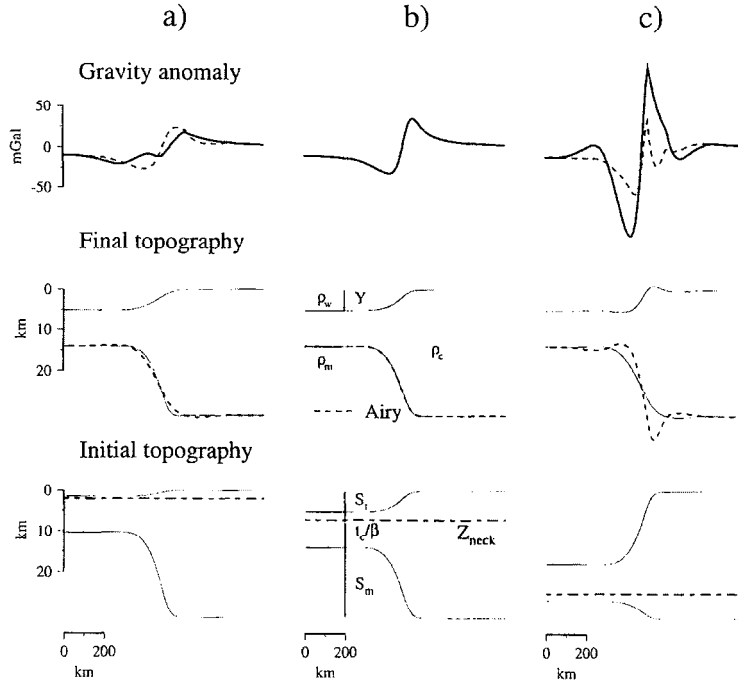 a) b) c)
Gravity anomaly
50
0
-50
mGal
Final topography
0
10
20
km
ρw Y
ρm ρc
Airy
Initial topography
0
10
20
km
St
tc/β Zneck
Sm
0 200
km
0 200
km
0 200
km